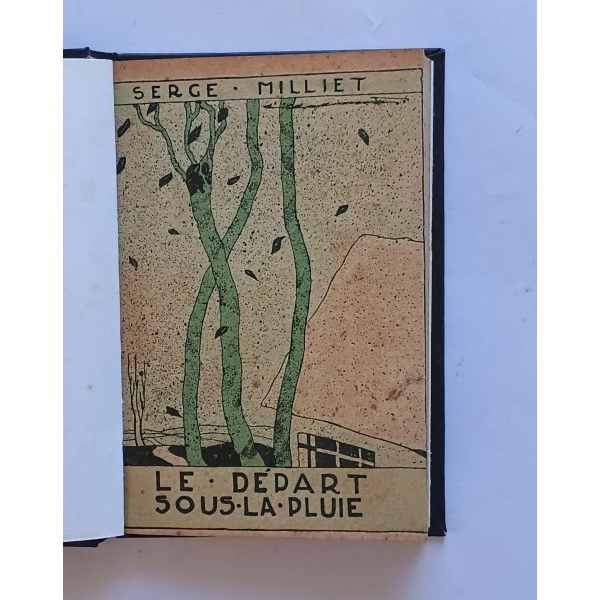 SERGE · MILLIET
LE · DÉPART
SOUS · LA · PLUIE